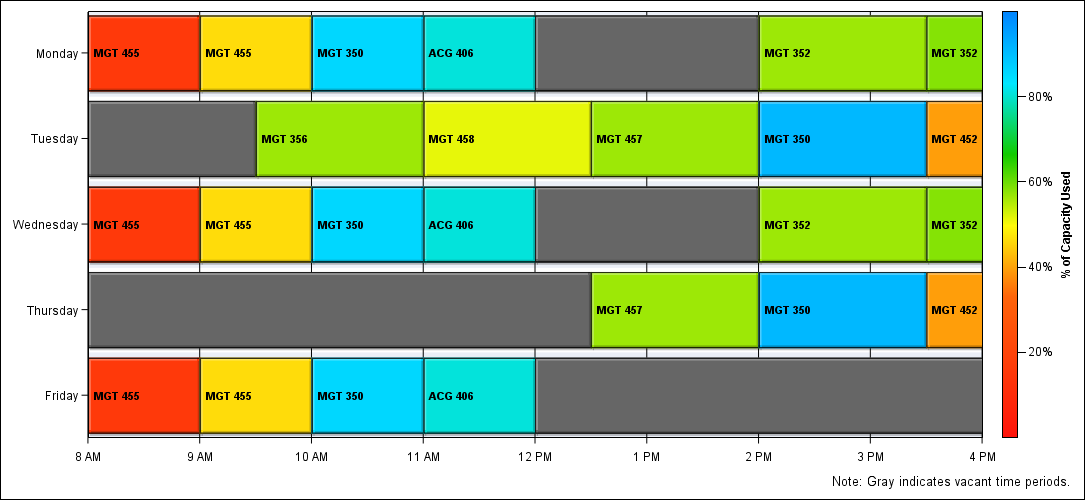 Monday MGT 455 MGT 455 MGT 350 ACG 406 MGT 352 MGT 352
Tuesday MGT 356 MGT 458 MGT 457 MGT 350 MGT 452
Wednesday MGT 455 MGT 455 MGT 350 ACG 406 MGT 352 MGT 352
Thursday MGT 457 MGT 350 MGT 452
Friday MGT 455 MGT 455 MGT 350 ACG 406
8 AM 9 AM 10 AM 11 AM 12 PM 1 PM 2 PM 3 PM 4 PM
80%
60%
40%
20%
% of Capacity Used
Note: Gray indicates vacant time periods.